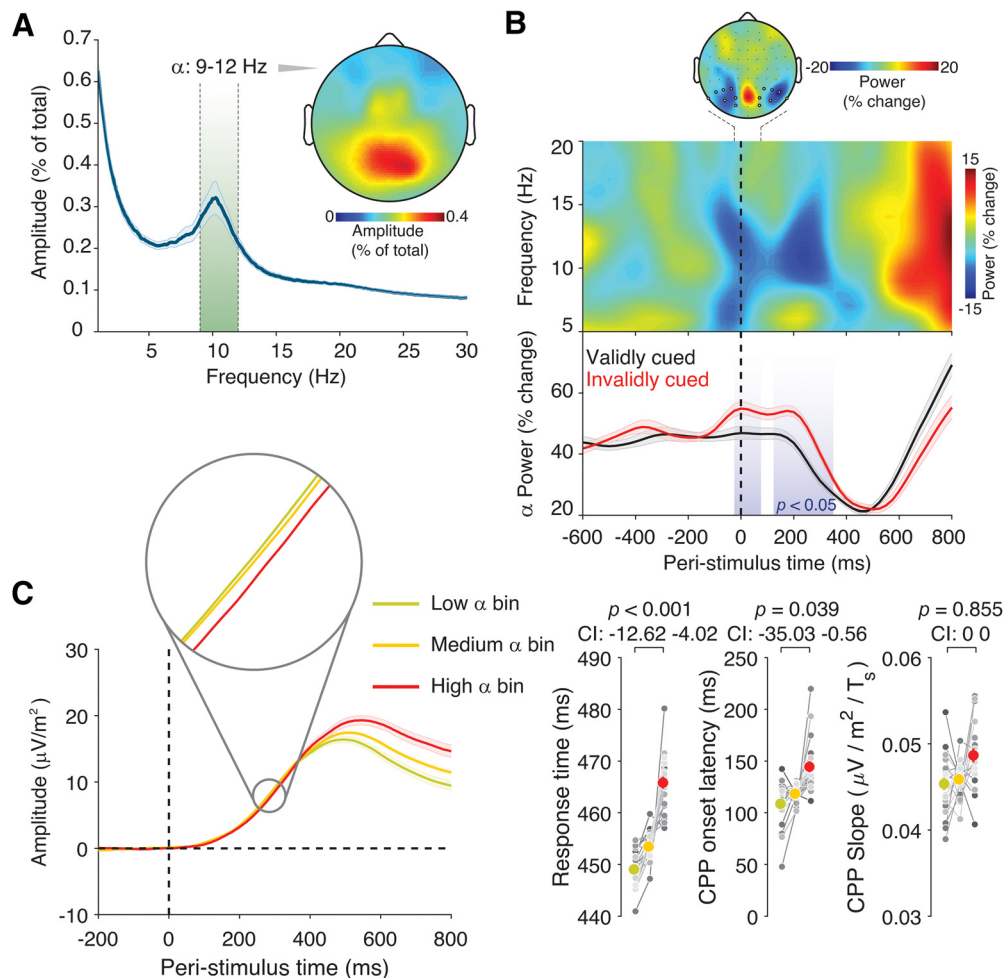 A
0.7
0.6
0.5
0.4
0.3
0.2
0.1
0
Amplitude (% of total)
α: 9-12 Hz
0
0.4
Amplitude
(% of total)
5
10
15
20
25
30
Frequency (Hz)
B
-20
20
Power
(% change)
20
15
10
5
Frequency (Hz)
15
-15
Power (% change)
Validly cued
Invalidly cued
60
40
20
α Power (% change)
p < 0.05
-600
-400
-200
0
200
400
600
800
Peri-stimulus time (ms)
C
Low α bin
Medium α bin
High α bin
30
20
10
0
-10
Amplitude (μV/m²)
-200
0
200
400
600
800
Peri-stimulus time (ms)
p < 0.001
CI: -12.62 -4.02
490
480
470
460
450
440
Response time (ms)
p = 0.039
CI: -35.03 -0.56
250
200
150
100
50
0
CPP onset latency (ms)
p = 0.855
CI: 0 0
0.06
0.05
0.04
0.03
CPP Slope (μV / m² / Tₛ)